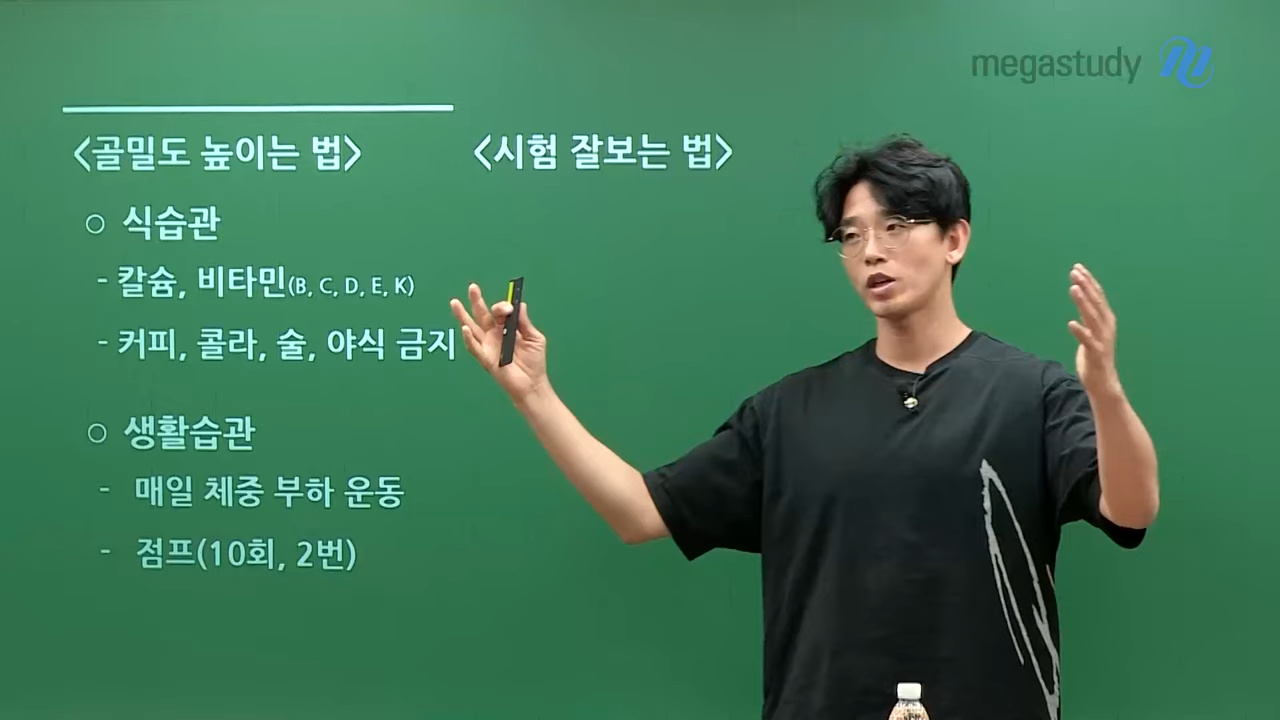 megastudy
<골밀도 높이는 법>
<시험 잘보는 법>
○ 식습관
- 칼슘, 비타민(B, C, D, E, K)
- 커피, 콜라, 술, 야식 금지
○ 생활습관
- 매일 체중 부하 운동
- 점프(10회, 2번)